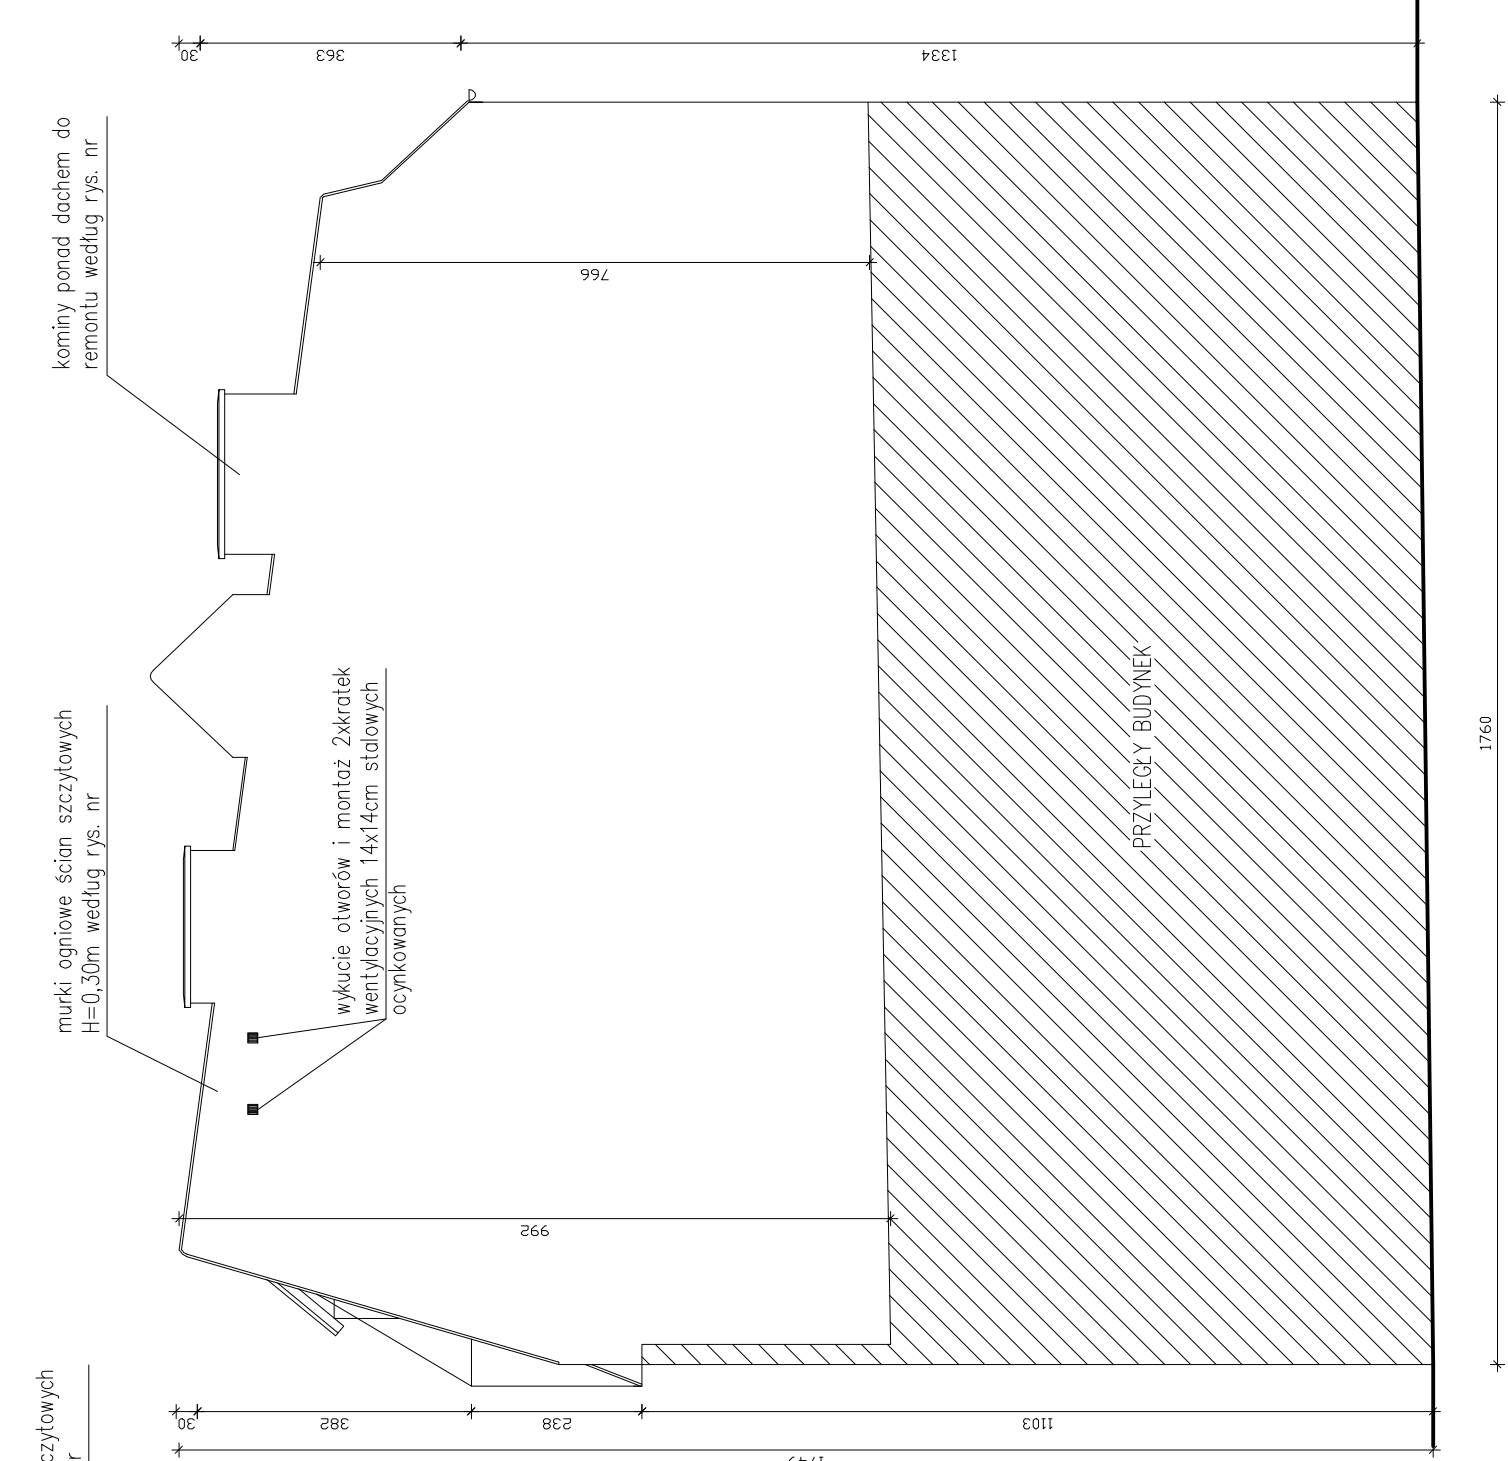 30
363
1334
kominy ponad dachem do
remontu według rys. nr
766
murki ogniowe ścian szczytowych
H=0,30m według rys. nr
wykucie otworów i montaż 2xkratek
wentylacyjnych 14x14cm stalowych
ocynkowanych
PRZYLEGŁY BUDYNEK
1760
992
30
382
238
1103
czytowych